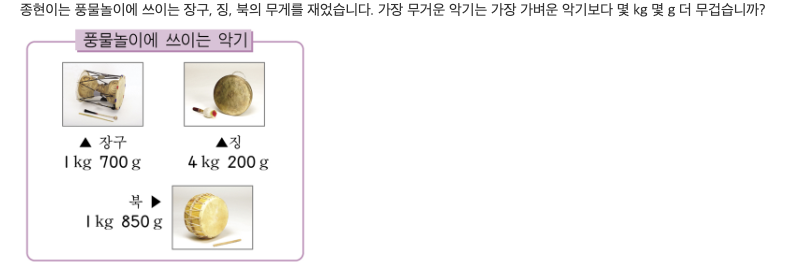 종현이는 풍물놀이에 쓰이는 장구, 징, 북의 무게를 재었습니다. 가장 무거운 악기는 가장 가벼운 악기보다 몇 kg 몇 g 더 무겁습니까?
풍물놀이에 쓰이는 악기
▲ 장구
1 kg 700 g
▲징
4 kg 200 g
북 ▶
1 kg 850 g